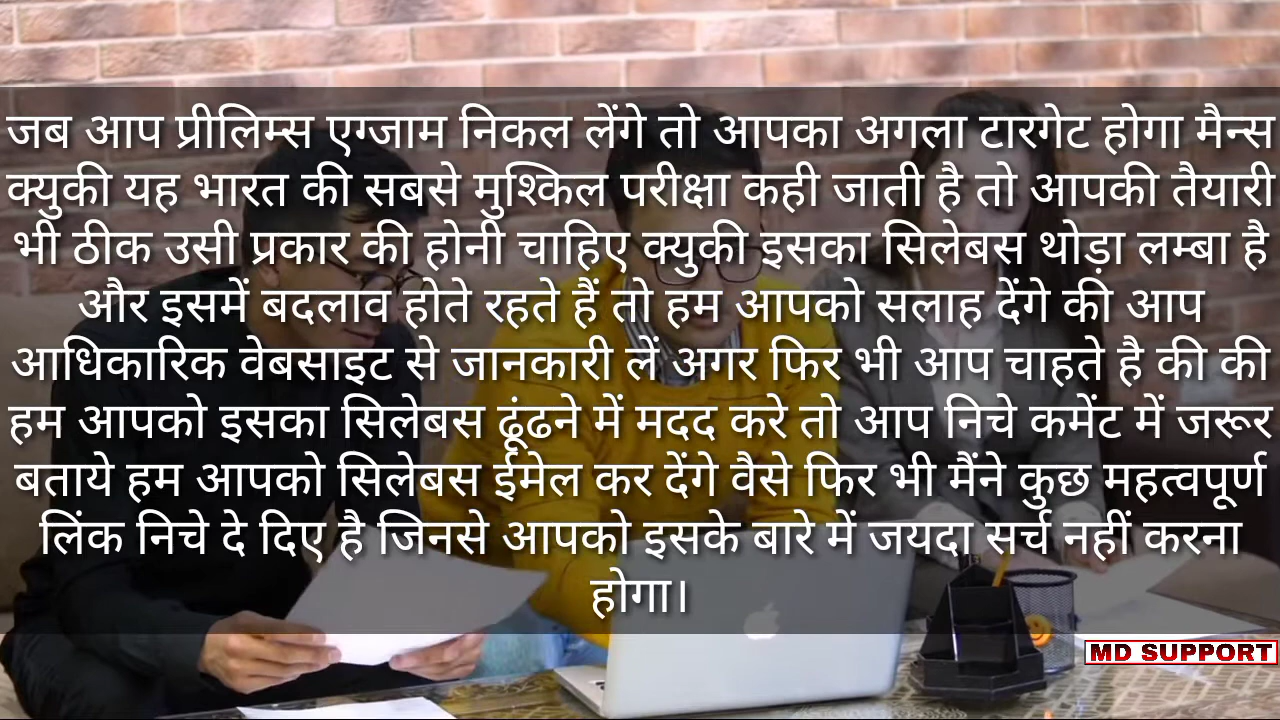 जब आप प्रीलिम्स एग्जाम निकल लेंगे तो आपका अगला टारगेट होगा मैन्स
क्युकी यह भारत की सबसे मुश्किल परीक्षा कही जाती है तो आपकी तैयारी
भी ठीक उसी प्रकार की होनी चाहिए क्युकी इसका सिलेबस थोड़ा लम्बा है
और इसमें बदलाव होते रहते हैं तो हम आपको सलाह देंगे की आप
आधिकारिक वेबसाइट से जानकारी लें अगर फिर भी आप चाहते है की की
हम आपको इसका सिलेबस ढूंढने में मदद करे तो आप निचे कमेंट में जरूर
बताये हम आपको सिलेबस ईमेल कर देंगे वैसे फिर भी मैंने कुछ महत्वपूर्ण
लिंक निचे दे दिए है जिनसे आपको इसके बारे में जयदा सर्च नहीं करना
होगा।
MD SUPPORT